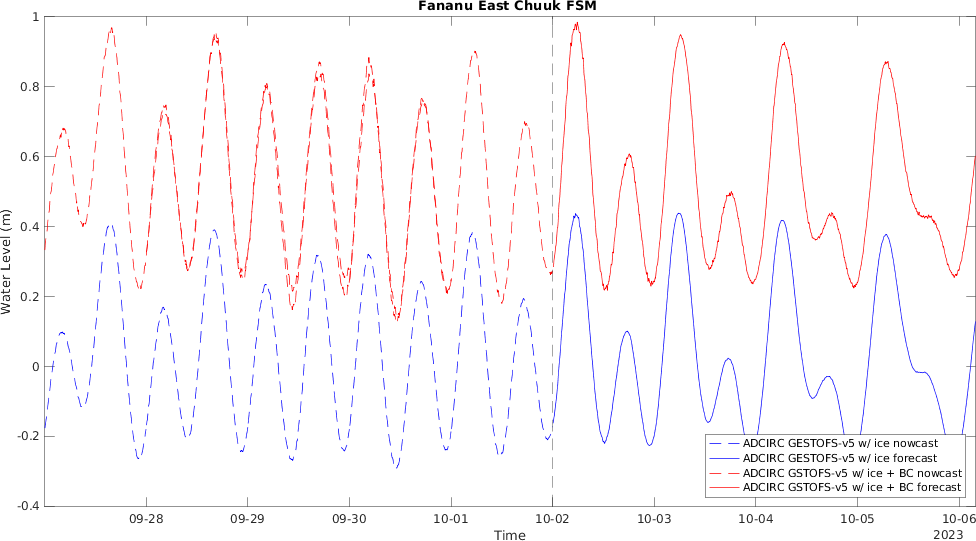 Fananu East Chuuk FSM
Water Level (m)
1
0.8
0.6
0.4
0.2
0
-0.2
-0.4
ADCIRC GESTOFS-v5 w/ ice nowcast
ADCIRC GESTOFS-v5 w/ ice forecast
ADCIRC GSTOFS-v5 w/ ice + BC nowcast
ADCIRC GSTOFS-v5 w/ ice + BC forecast
09-28 09-29 09-30 10-01 10-02 10-03 10-04 10-05 10-06
Time
2023